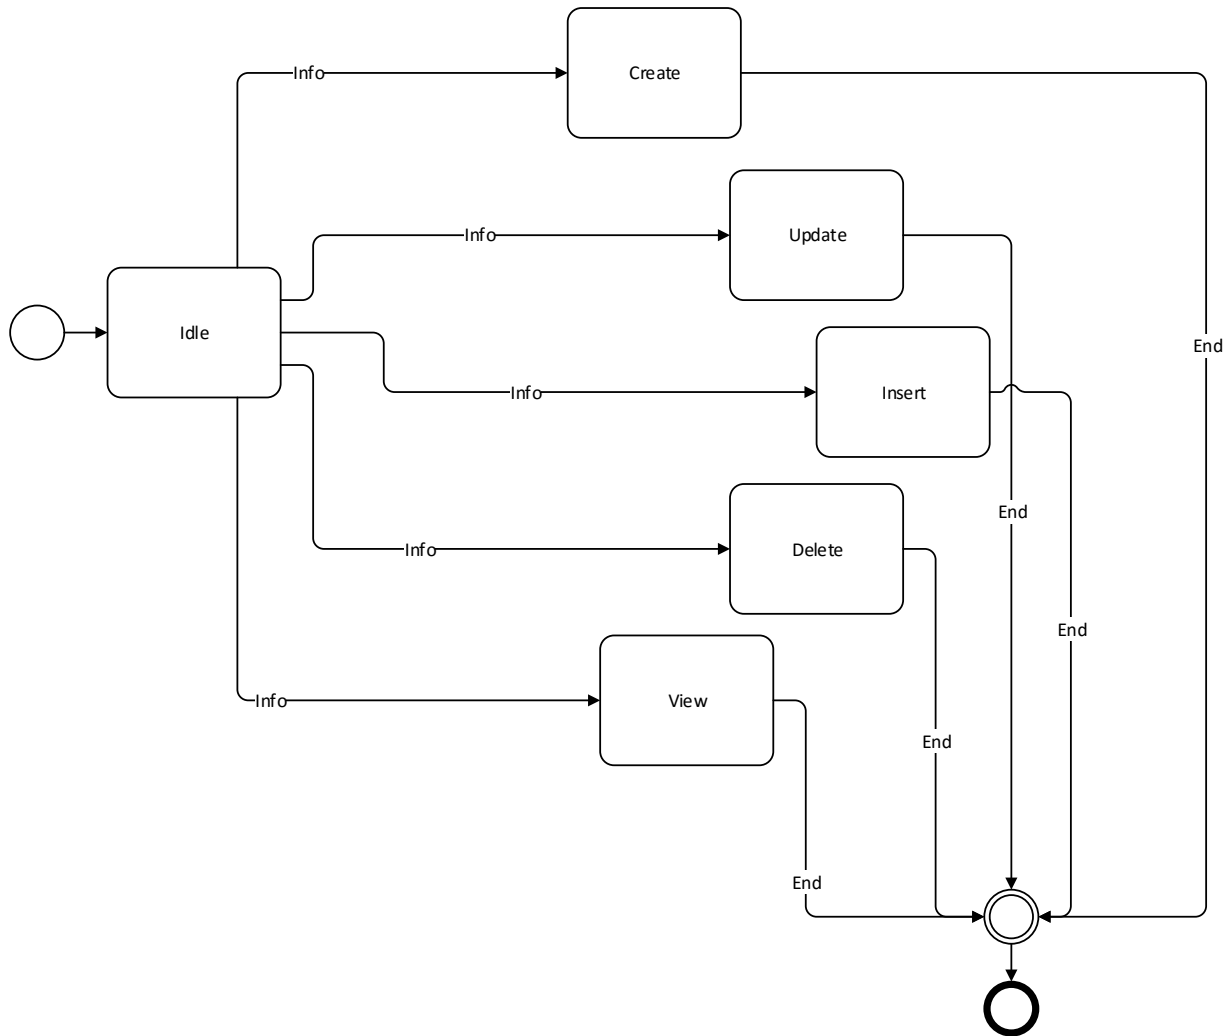 Create
Info
Update
Info
Idle
End
Insert
Info
End
Delete
Info
End
View
Info
End
End